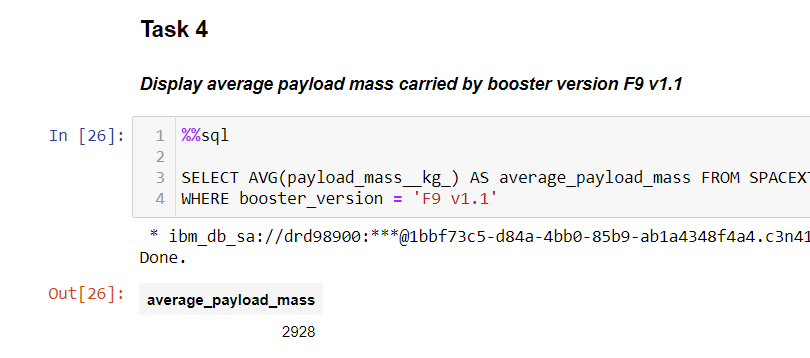 Task 4
Display average payload mass carried by booster version F9 v1.1
In [26]:
1 %%sql
2
3 SELECT AVG(payload_mass__kg_) AS average_payload_mass FROM SPACEXT
4 WHERE booster_version = 'F9 v1.1'
* ibm_db_sa://drd98900:***@1bbf73c5-d84a-4bb0-85b9-ab1a4348f4a4.c3n41
Done.
Out[26]:
average_payload_mass
2928